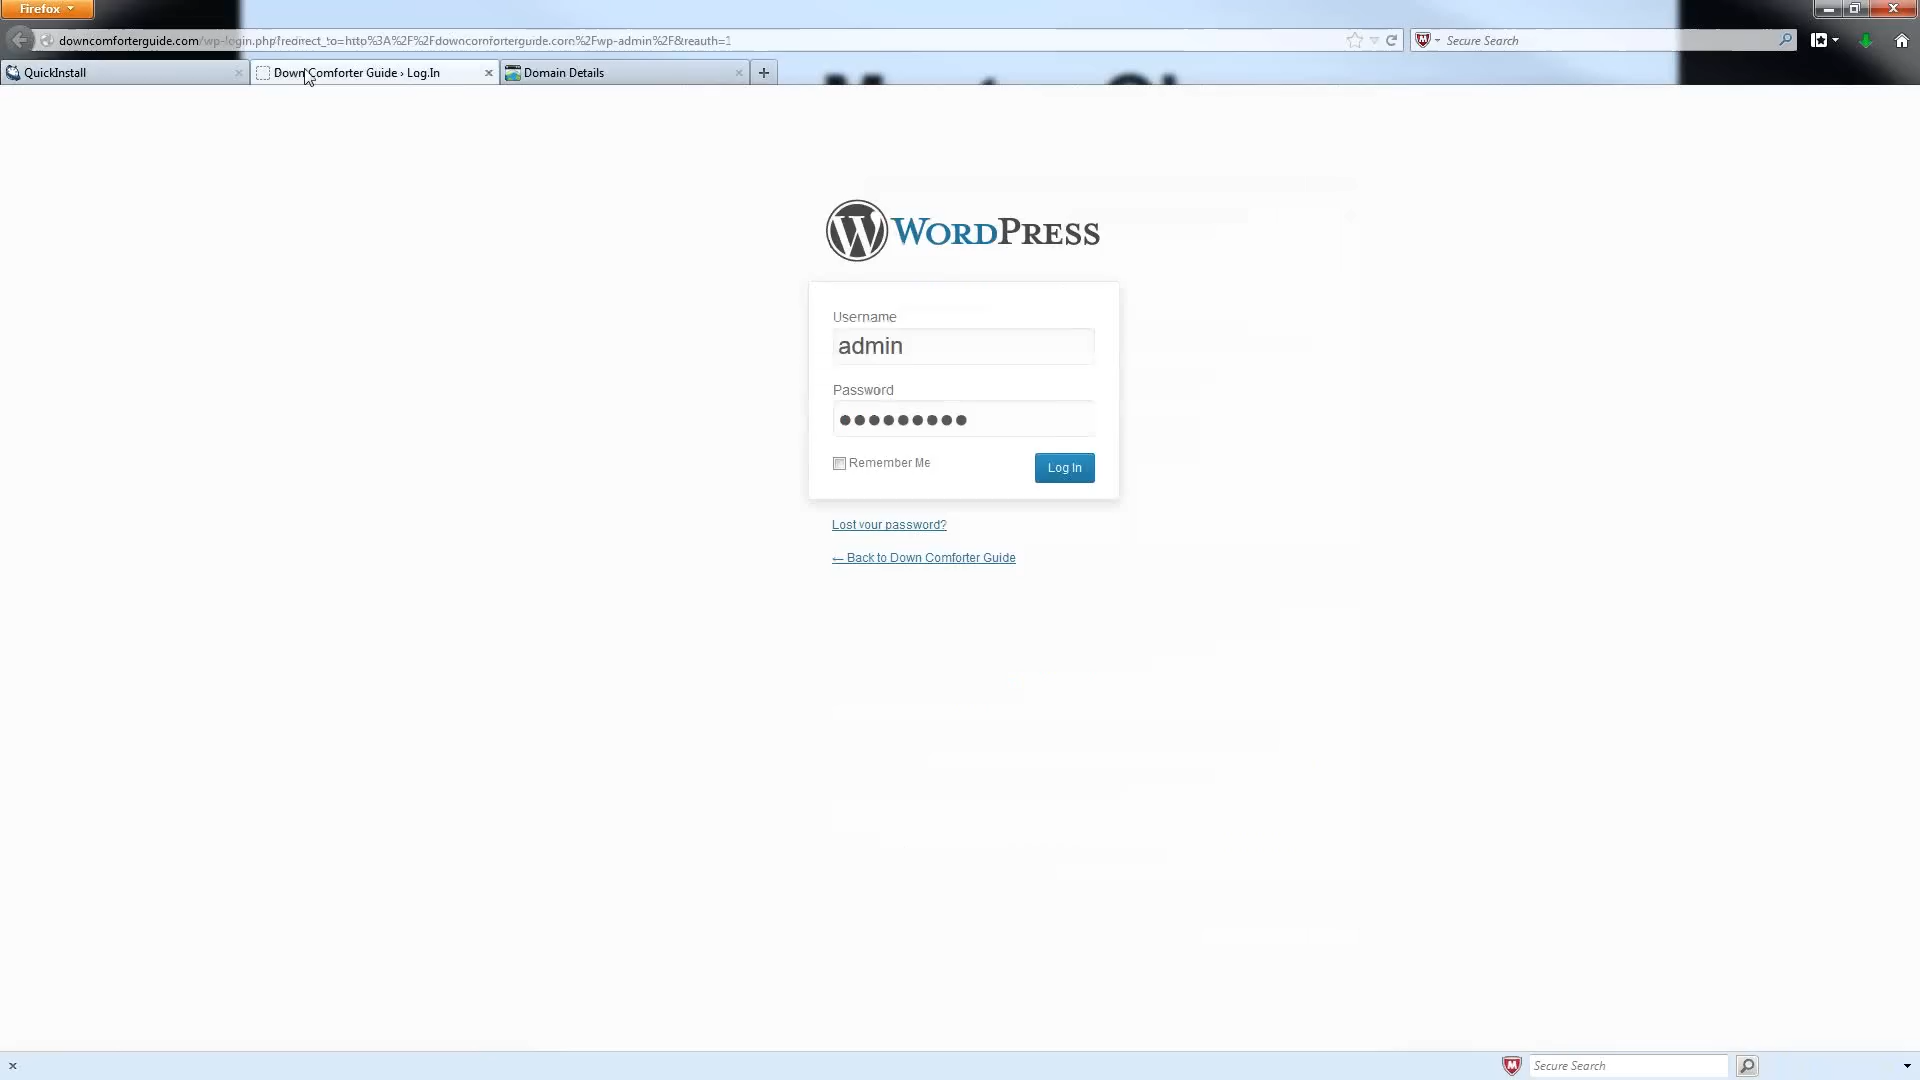 Firefox
downcomforterguide.com/wp-login.php?redirect_to=http%3A%2F%2Fdowncomforterguide.com%2Fwp-admin%2F&reauth=1
Secure Search
QuickInstall
Down Comforter Guide › Log In
Domain Details
WORDPRESS
Username
admin
Password
Remember Me
Log In
Lost your password?
← Back to Down Comforter Guide
Secure Search